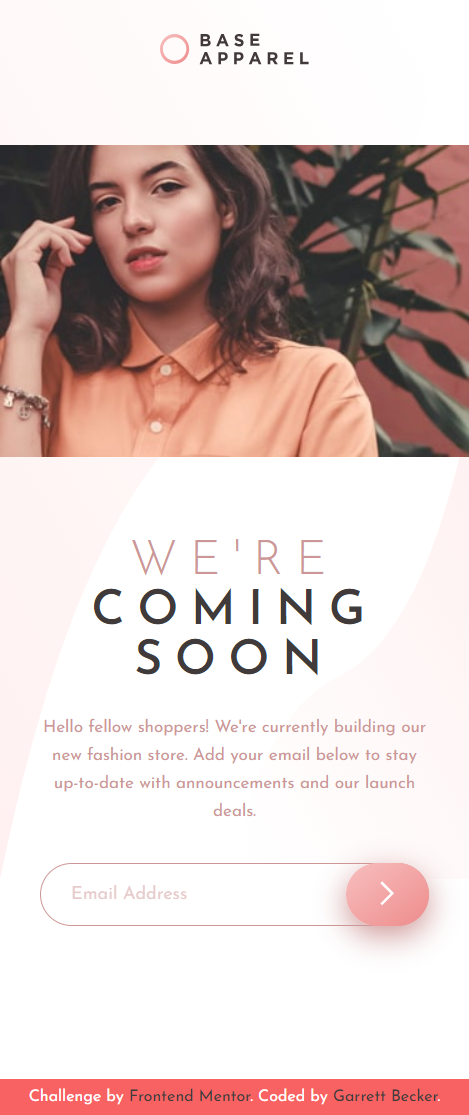 BASE
APPAREL
WE'RE
COMING
SOON
Hello fellow shoppers! We're currently building our
new fashion store. Add your email below to stay
up-to-date with announcements and our launch
deals.
Email Address
Challenge by Frontend Mentor. Coded by Garrett Becker.